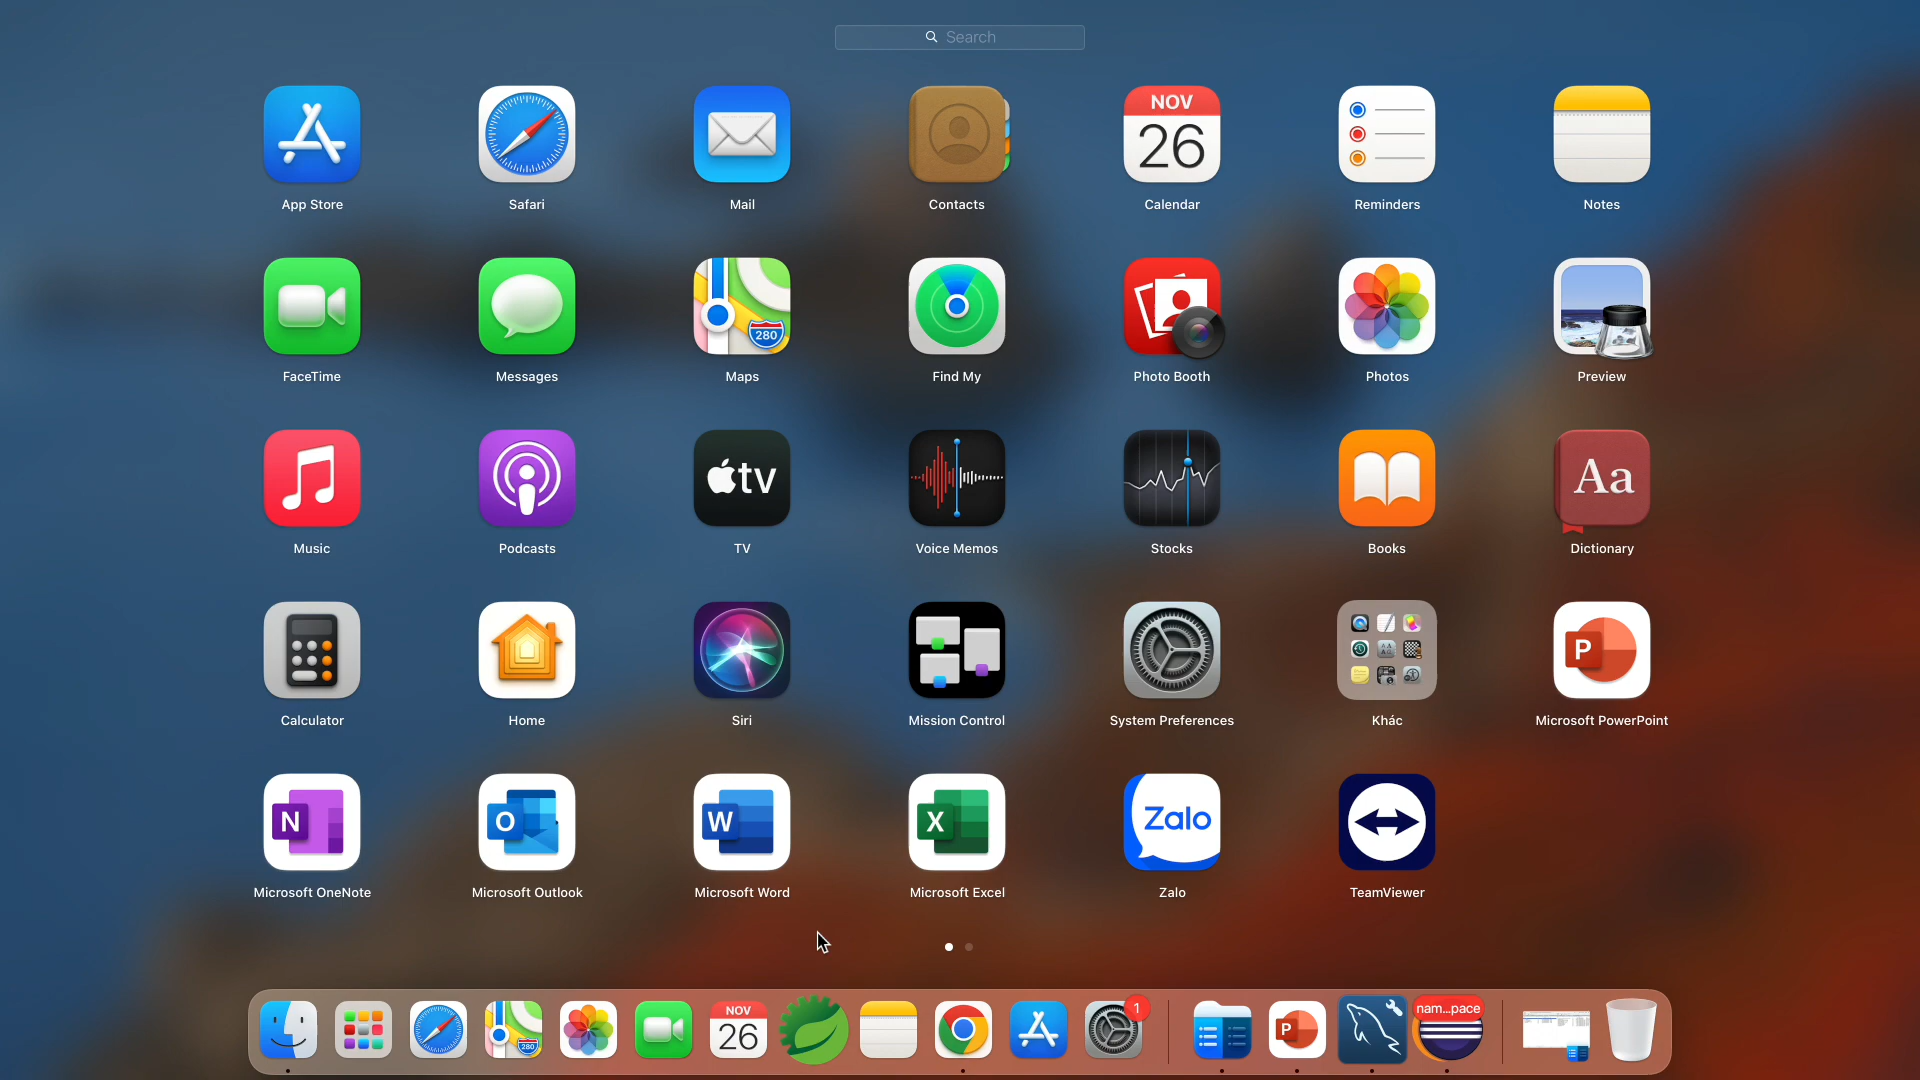 Search
NOV
26
App Store
Safari
Mail
Contacts
Calendar
Reminders
Notes
280
FaceTime
Messages
Maps
Find My
Photo Booth
Photos
Preview
tv
Aa
Music
Podcasts
TV
Voice Memos
Stocks
Books
Dictionary
P
Calculator
Home
Siri
Mission Control
System Preferences
Khác
Microsoft PowerPoint
N
O
W
X
Zalo
Microsoft OneNote
Microsoft Outlook
Microsoft Word
Microsoft Excel
Zalo
TeamViewer
280
NOV
26
1
P
nam...pace